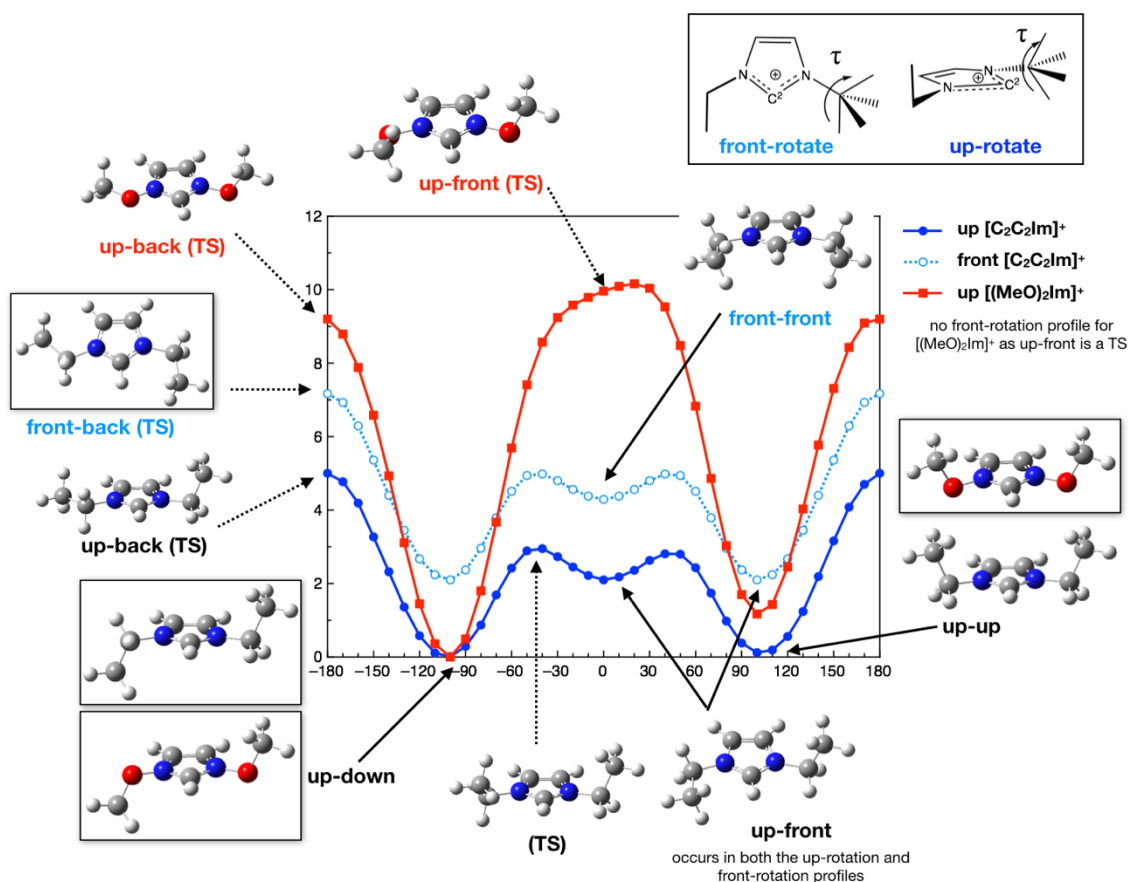 τ
τ
N
⊕
N
C²
N
⊕
N
C²
front-rotate
up-rotate
up-front (TS)
up-back (TS)
front-back (TS)
up-back (TS)
front-front
up [C₂C₂Im]⁺
front [C₂C₂Im]⁺
up [(MeO)₂Im]⁺
no front-rotation profile for
[(MeO)₂Im]⁺ as up-front is a TS
12
10
8
6
4
2
0
−180 −150 −120 −90 −60 −30 0 30 60 90 120 150 180
up-up
up-down
(TS)
up-front
occurs in both the up-rotation and
front-rotation profiles